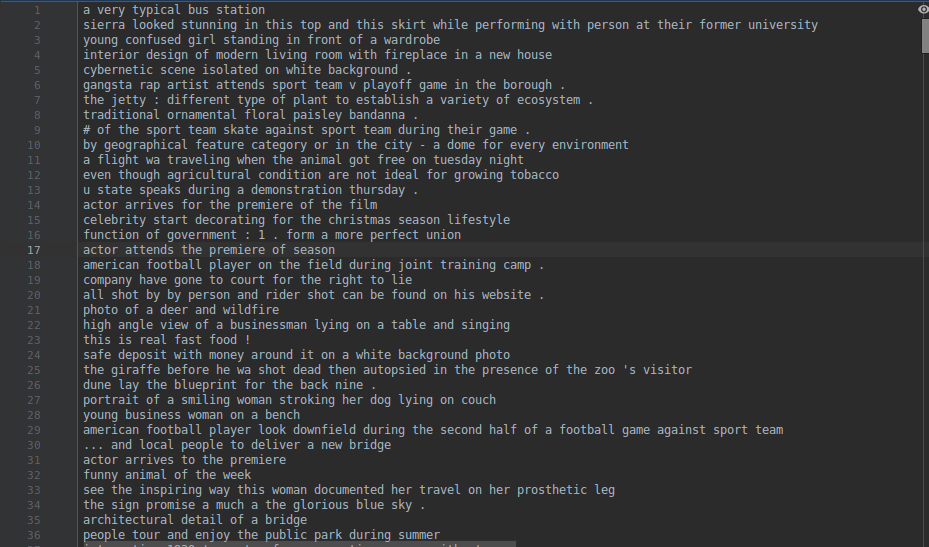 1 a very typical bus station
2 sierra looked stunning in this top and this skirt while performing with person at their former university
3 young confused girl standing in front of a wardrobe
4 interior design of modern living room with fireplace in a new house
5 cybernetic scene isolated on white background .
6 gangsta rap artist attends sport team v playoff game in the borough .
7 the jetty : different type of plant to establish a variety of ecosystem .
8 traditional ornamental floral paisley bandanna .
9 # of the sport team skate against sport team during their game .
10 by geographical feature category or in the city - a dome for every environment
11 a flight wa traveling when the animal got free on tuesday night
12 even though agricultural condition are not ideal for growing tobacco
13 u state speaks during a demonstration thursday .
14 actor arrives for the premiere of the film
15 celebrity start decorating for the christmas season lifestyle
16 function of government : 1 . form a more perfect union
17 actor attends the premiere of season
18 american football player on the field during joint training camp .
19 company have gone to court for the right to lie
20 all shot by by person and rider shot can be found on his website .
21 photo of a deer and wildfire
22 high angle view of a businessman lying on a table and singing
23 this is real fast food !
24 safe deposit with money around it on a white background photo
25 the giraffe before he wa shot dead then autopsied in the presence of the zoo 's visitor
26 dune lay the blueprint for the back nine .
27 portrait of a smiling woman stroking her dog lying on couch
28 young business woman on a bench
29 american football player look downfield during the second half of a football game against sport team
30 ... and local people to deliver a new bridge
31 actor arrives to the premiere
32 funny animal of the week
33 see the inspiring way this woman documented her travel on her prosthetic leg
34 the sign promise a much a the glorious blue sky .
35 architectural detail of a bridge
36 people tour and enjoy the public park during summer